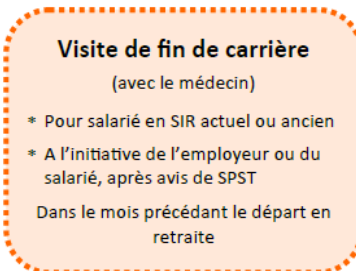 Visite de fin de carrière
(avec le médecin)
* Pour salarié en SIR actuel ou ancien
* A l’initiative de l’employeur ou du
salarié, après avis de SPST
Dans le mois précédant le départ en
retraite